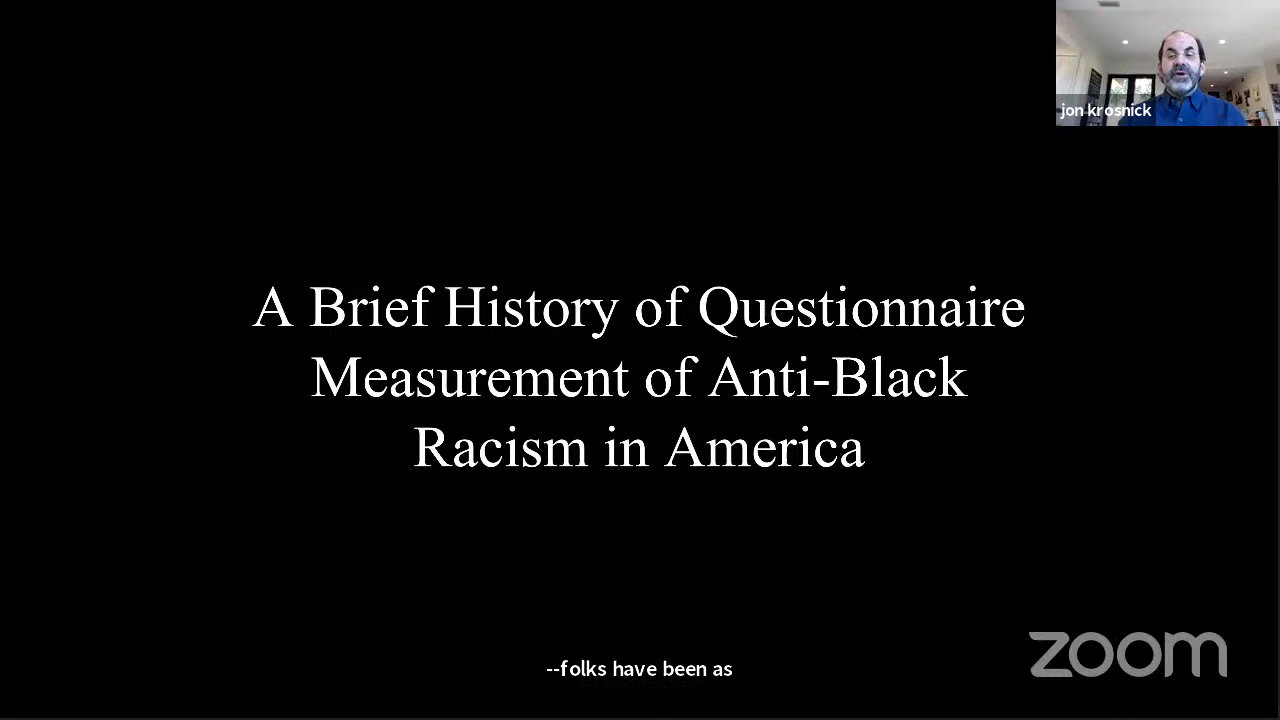 jon krosnick
A Brief History of Questionnaire
Measurement of Anti-Black
Racism in America
--folks have been as
zoom